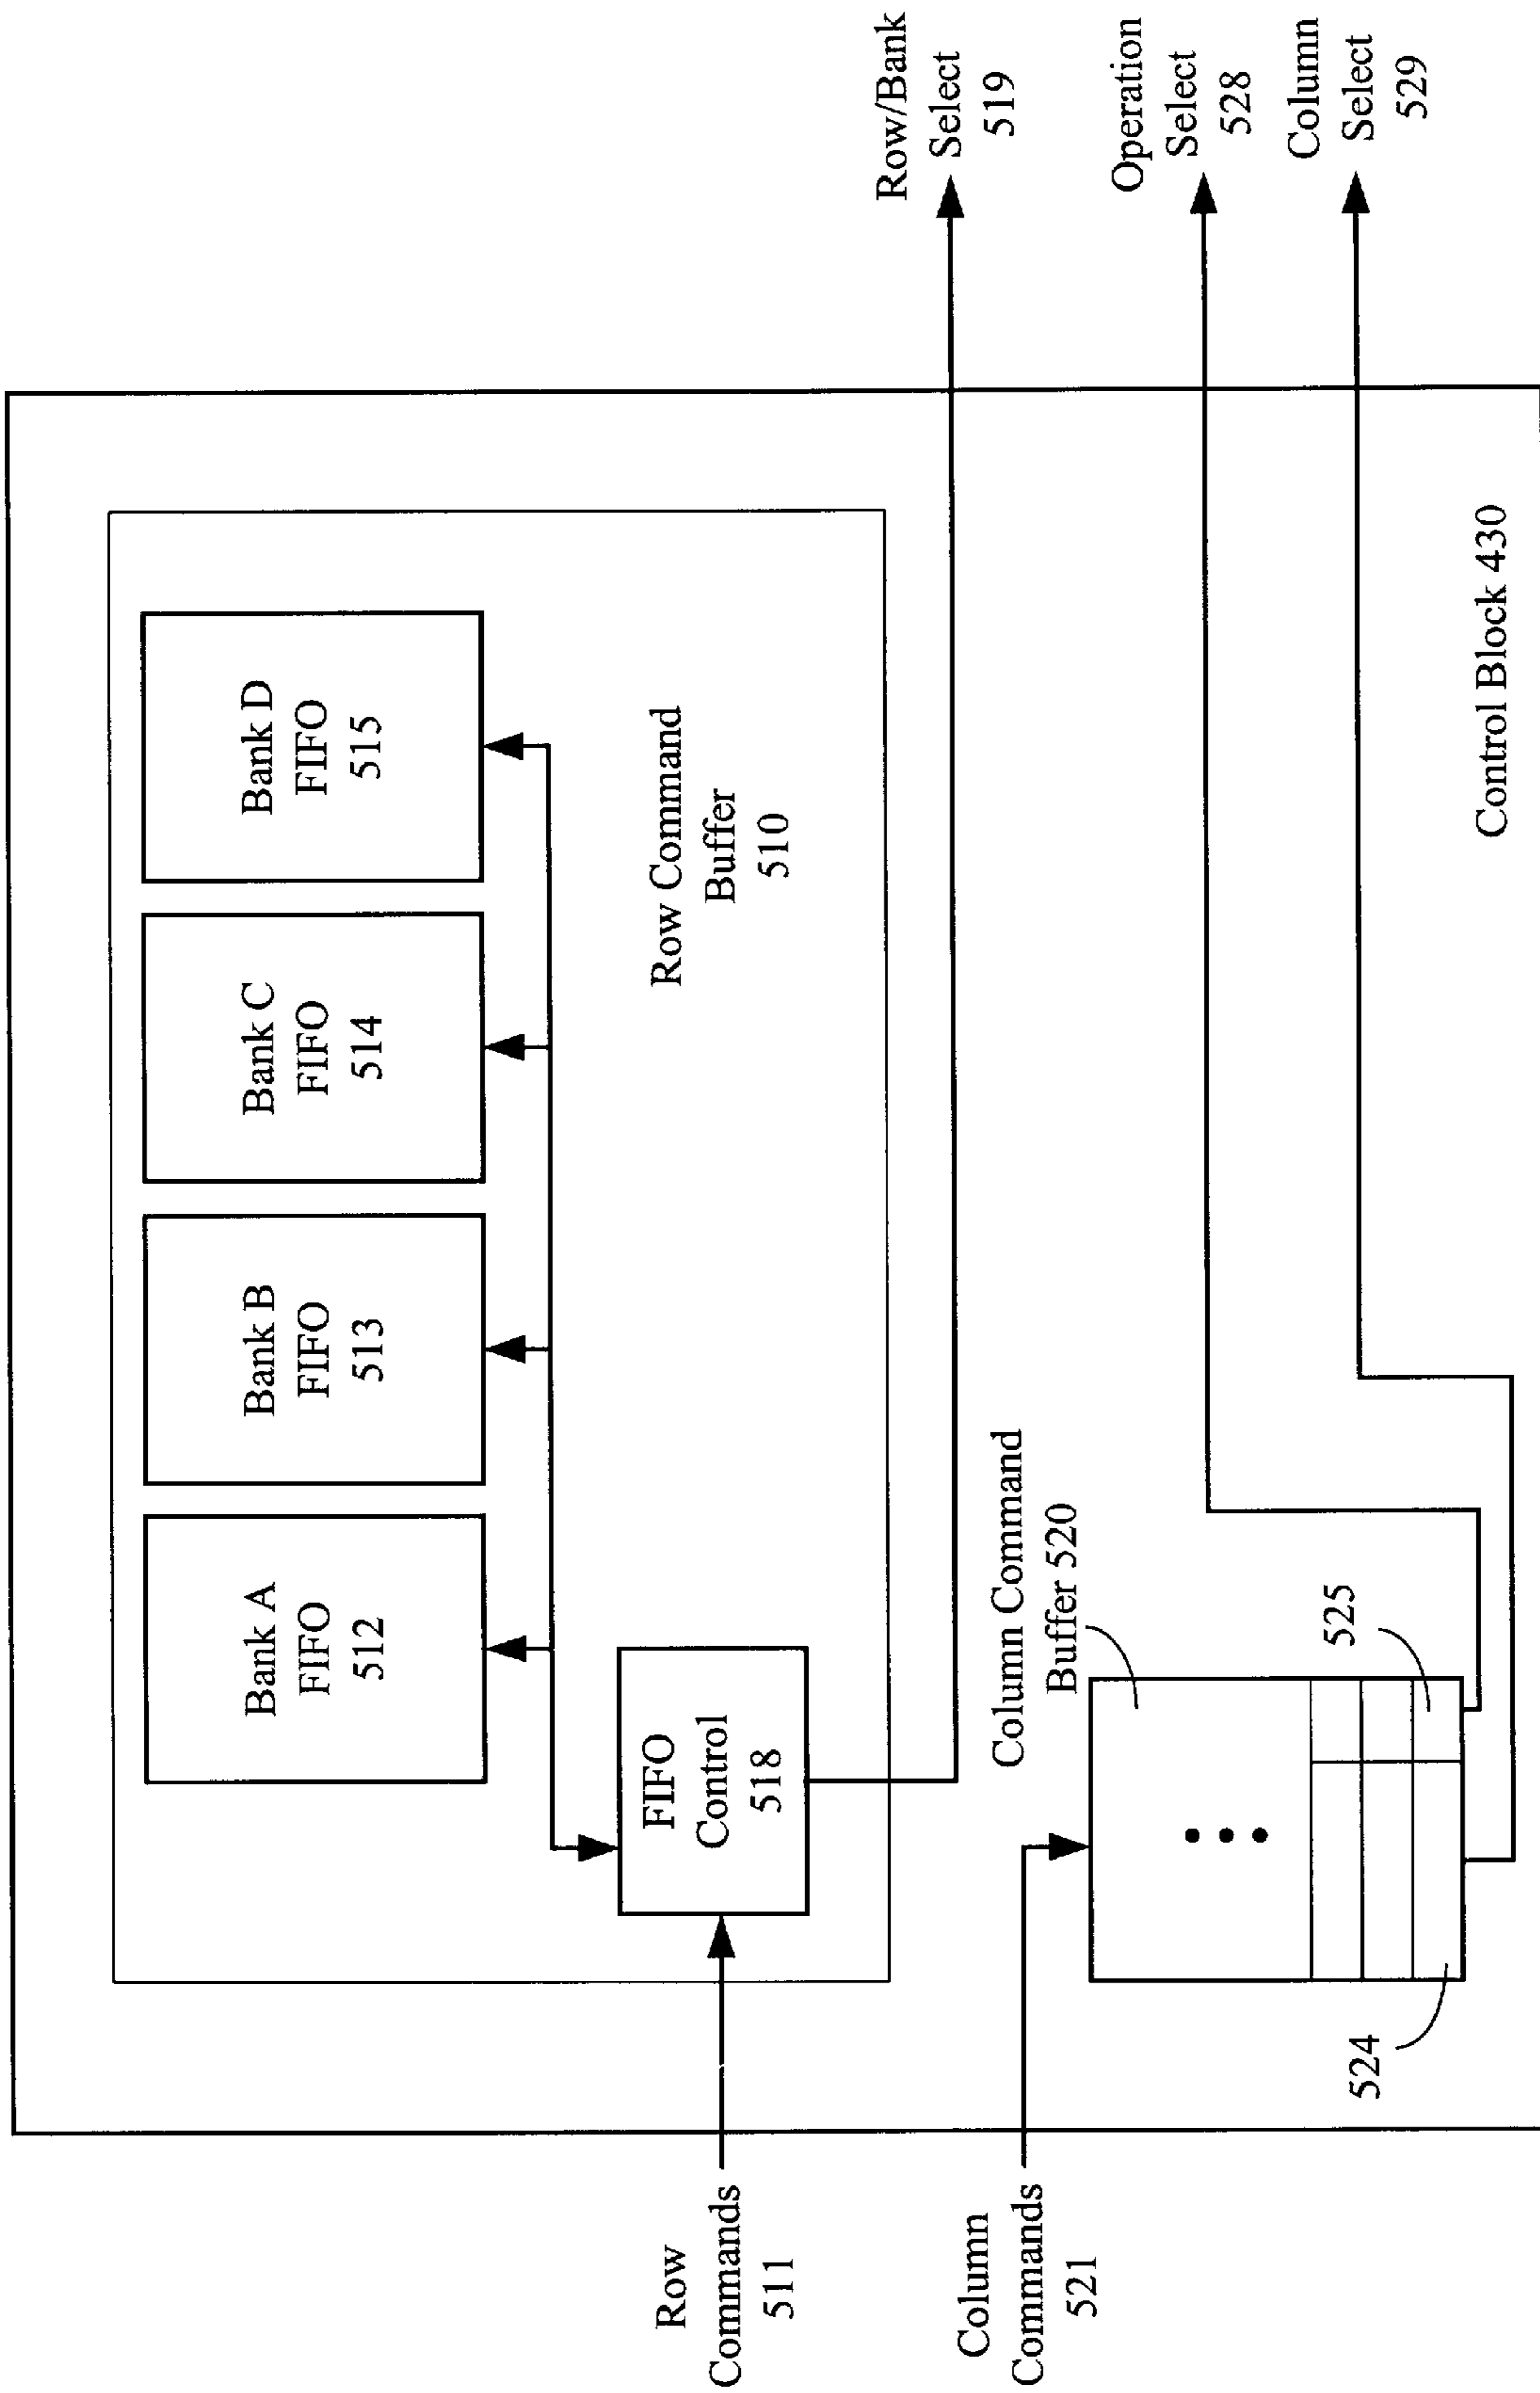 Bank A
FIFO
512
Bank B
FIFO
513
Bank C
FIFO
514
Bank D
FIFO
515
Row
Commands
511
FIFO
Control
518
Row Command
Buffer
510
Row/Bank
Select
519
Column
Commands
521
Column Command
Buffer 520
524
525
Operation
Select
528
Column
Select
529
Control Block 430